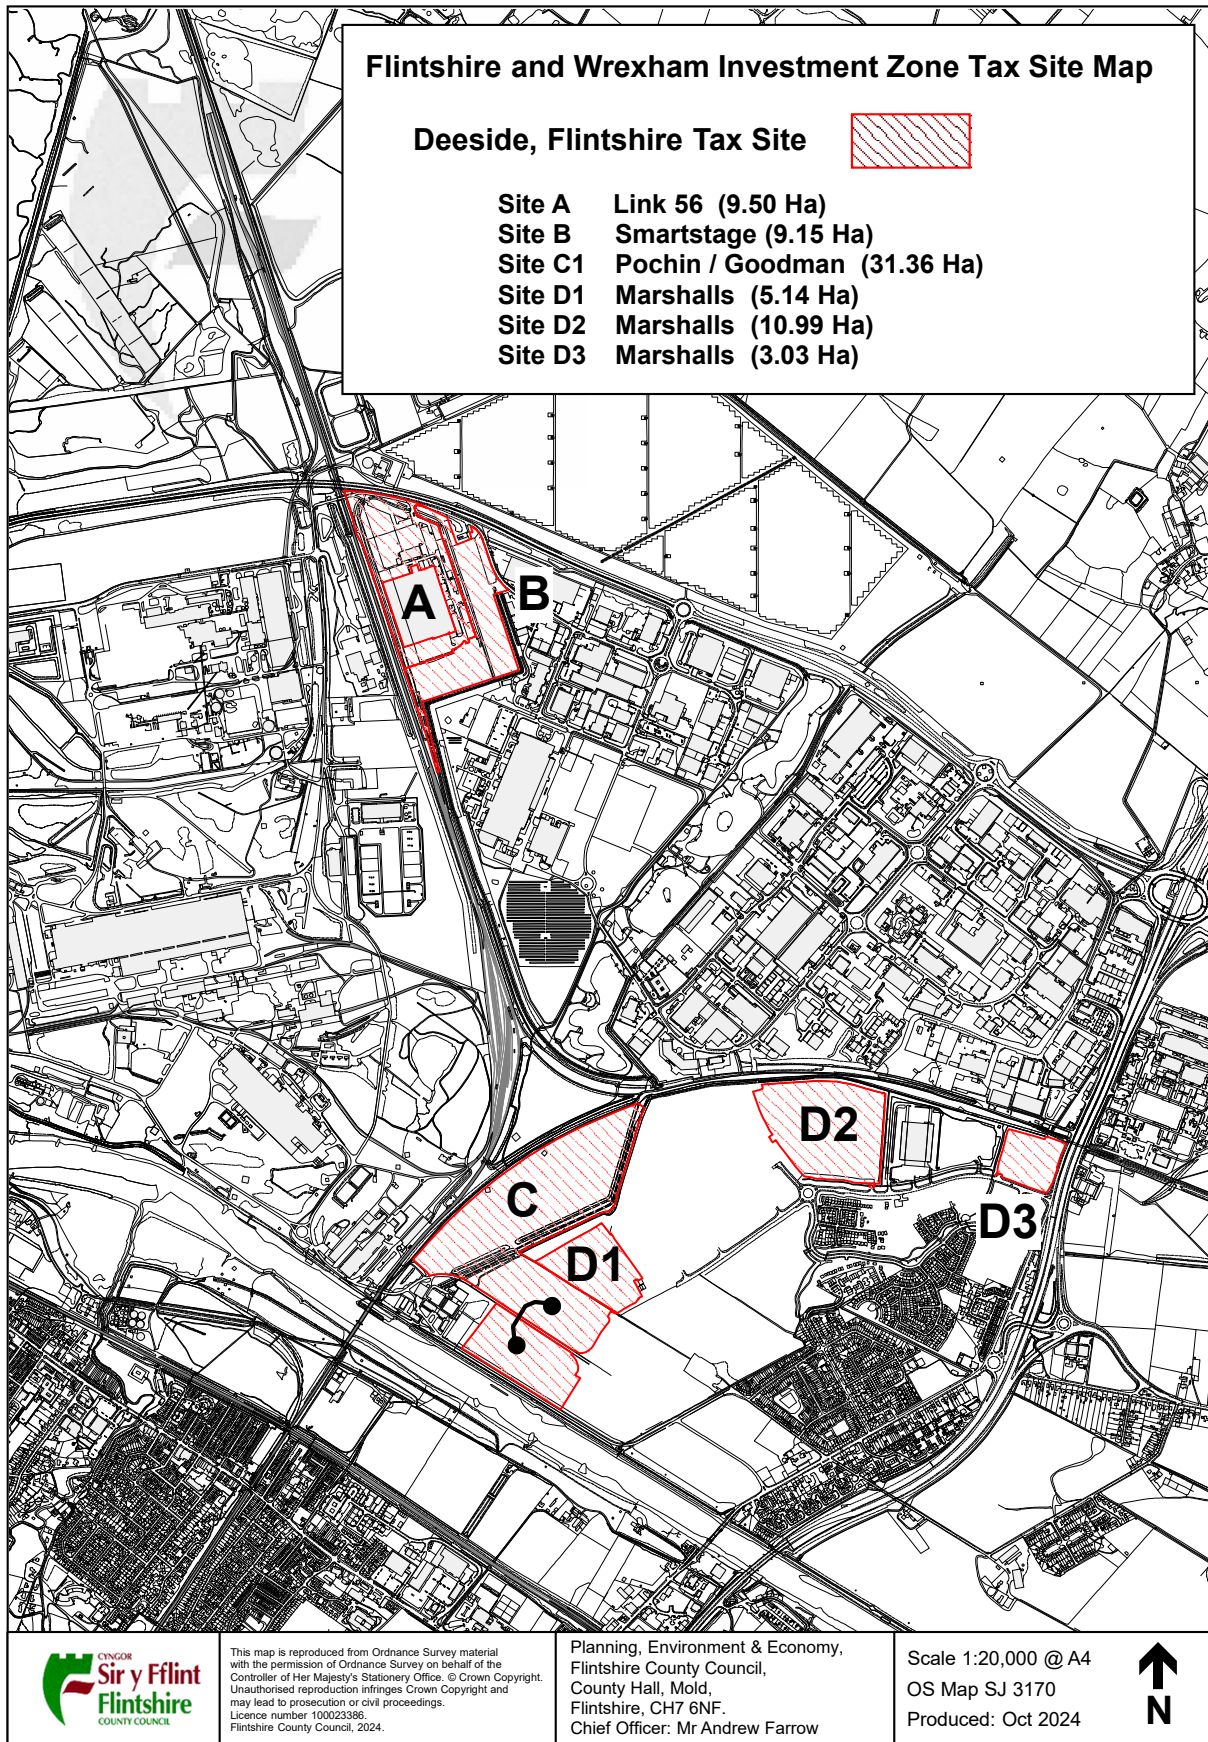 Flintshire and Wrexham Investment Zone Tax Site Map
Deeside, Flintshire Tax Site
Site A Link 56 (9.50 Ha)
Site B Smartstage (9.15 Ha)
Site C1 Pochin / Goodman (31.36 Ha)
Site D1 Marshalls (5.14 Ha)
Site D2 Marshalls (10.99 Ha)
Site D3 Marshalls (3.03 Ha)
A
B
D2
C
D3
D1
CYNGOR
Sir y Fflint
Flintshire
COUNTY COUNCIL
This map is reproduced from Ordnance Survey material
with the permission of Ordnance Survey on behalf of the
Controller of Her Majesty's Stationery Office. © Crown Copyright.
Unauthorised reproduction infringes Crown Copyright and
may lead to prosecution or civil proceedings.
Licence number 100023386.
Flintshire County Council, 2024.
Planning, Environment & Economy,
Flintshire County Council,
County Hall, Mold,
Flintshire, CH7 6NF.
Chief Officer: Mr Andrew Farrow
Scale 1:20,000 @ A4
OS Map SJ 3170
Produced: Oct 2024
N